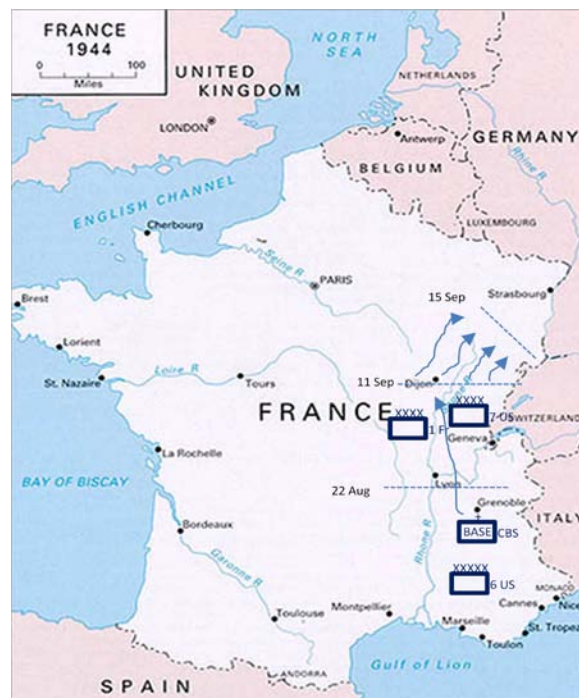 FRANCE
1944
0 100
Miles
NORTH
SEA
UNITED
KINGDOM
NETHERLANDS
LONDON
Antwerp
GERMANY
BELGIUM
Rhine R
ENGLISH CHANNEL
LUXEMBOURG
Cherbourg
Seine R
PARIS
Brest
15 Sep
Strasbourg
Lorient
St. Nazaire
Loire R
Tours
11 Sep
Dijon
FRANCE
XXXX
XXXX
7 US
SWITZERLAND
1 Fr
Geneva
La Rochelle
BAY OF BISCAY
Lyon
22 Aug
Grenoble
ITALY
Bordeaux
BASE
CBS
Rhone R
Garonne R
XXXXX
6 US
MONACO
Nice
Cannes
Toulouse
Montpellier
Marseille
St. Tropez
Toulon
Gulf of Lion
ANDORRA
SPAIN